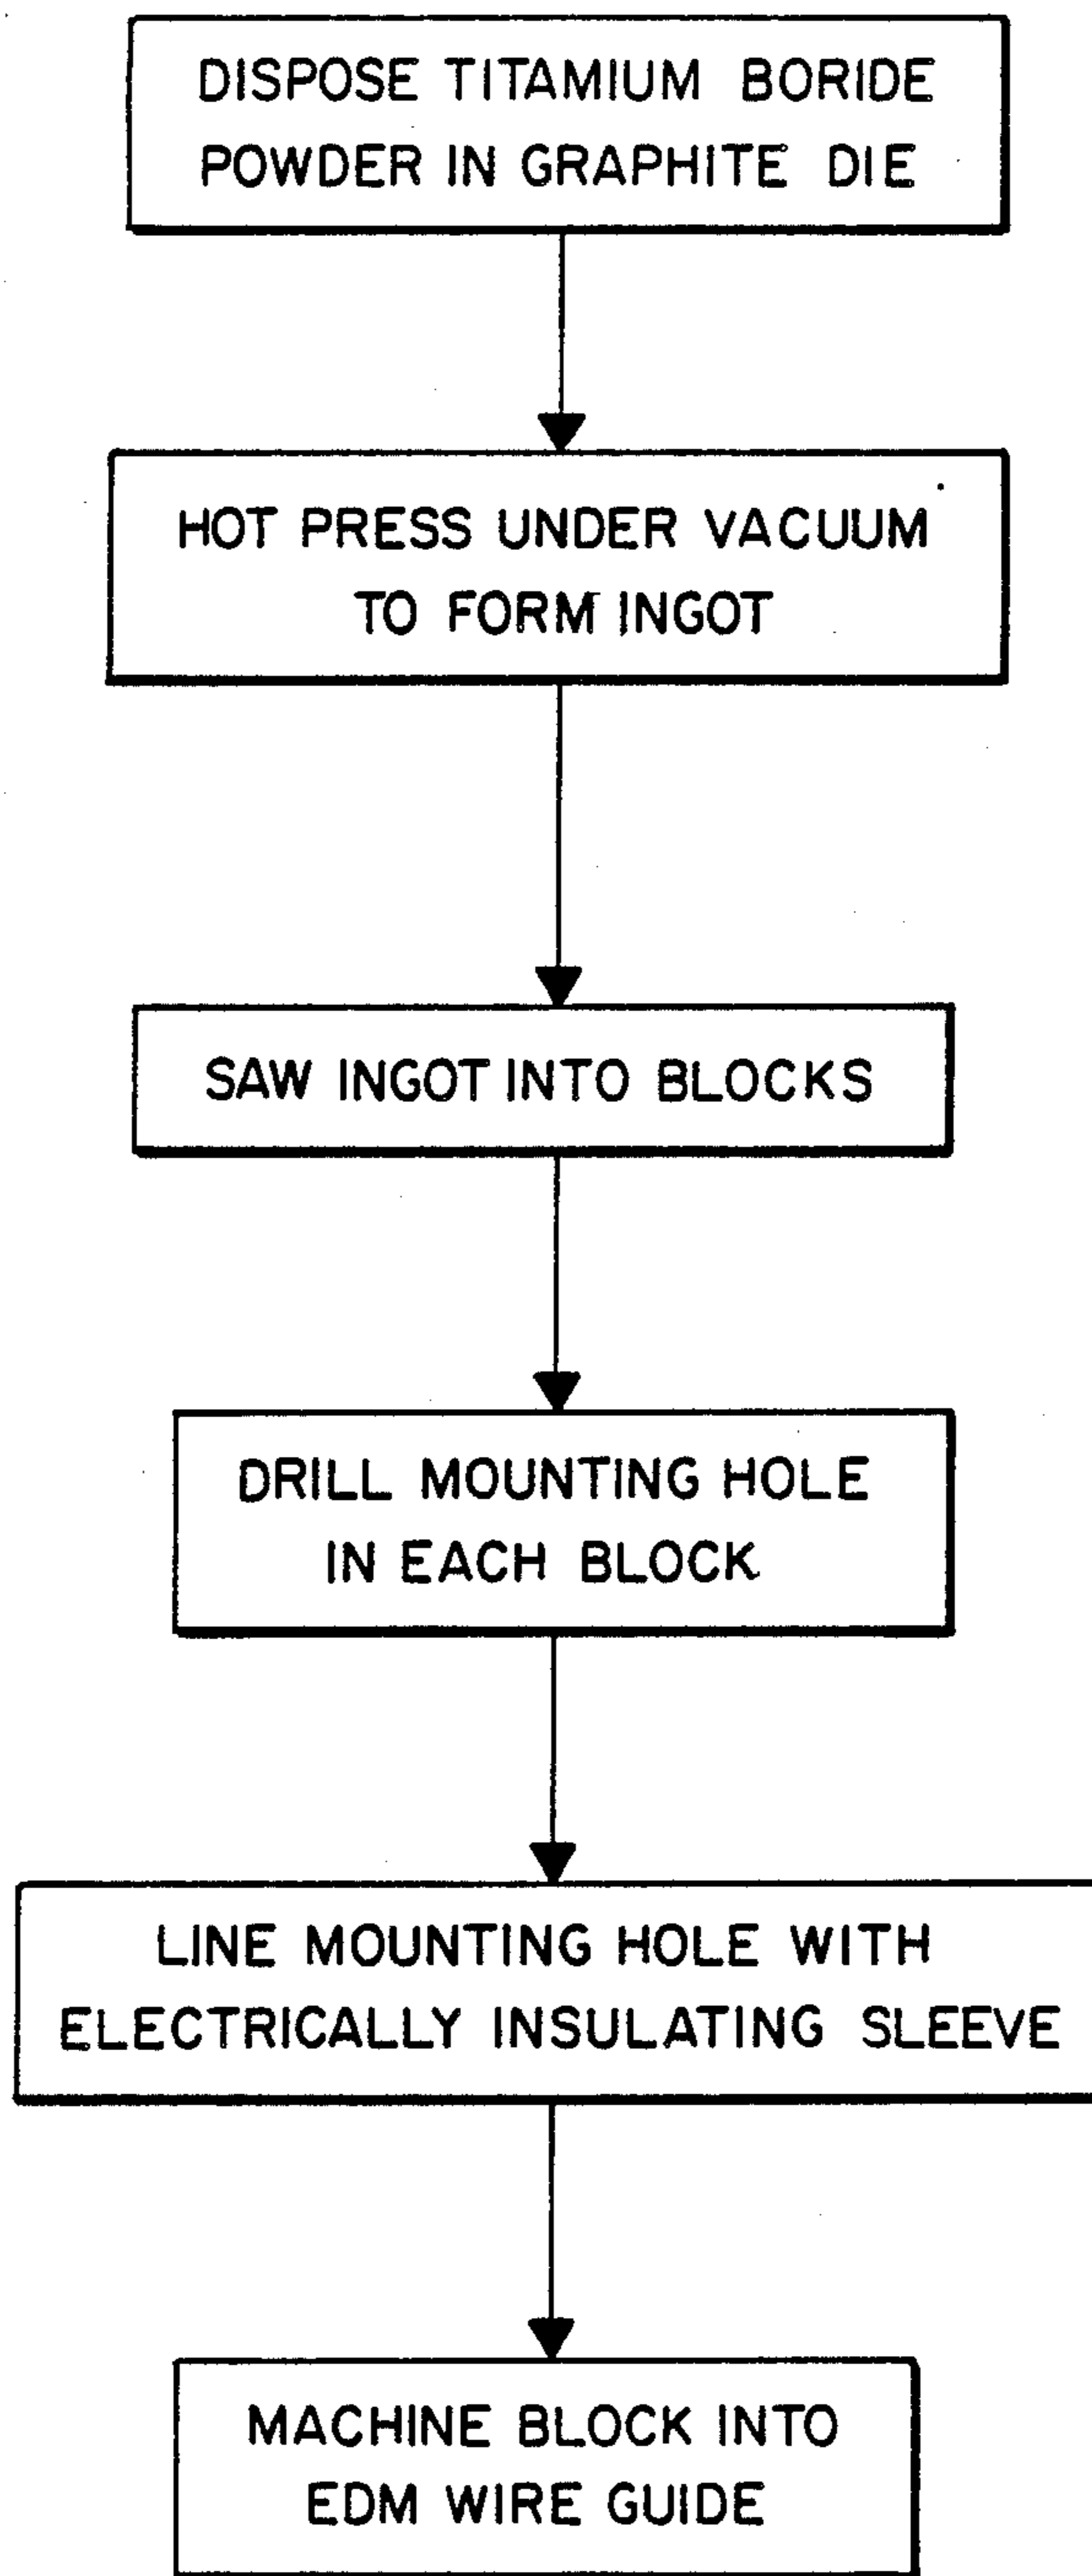 DISPOSE TITAMIUM BORIDE
POWDER IN GRAPHITE DIE
HOT PRESS UNDER VACUUM
TO FORM INGOT
SAW INGOT INTO BLOCKS
DRILL MOUNTING HOLE
IN EACH BLOCK
LINE MOUNTING HOLE WITH
ELECTRICALLY INSULATING SLEEVE
MACHINE BLOCK INTO
EDM WIRE GUIDE